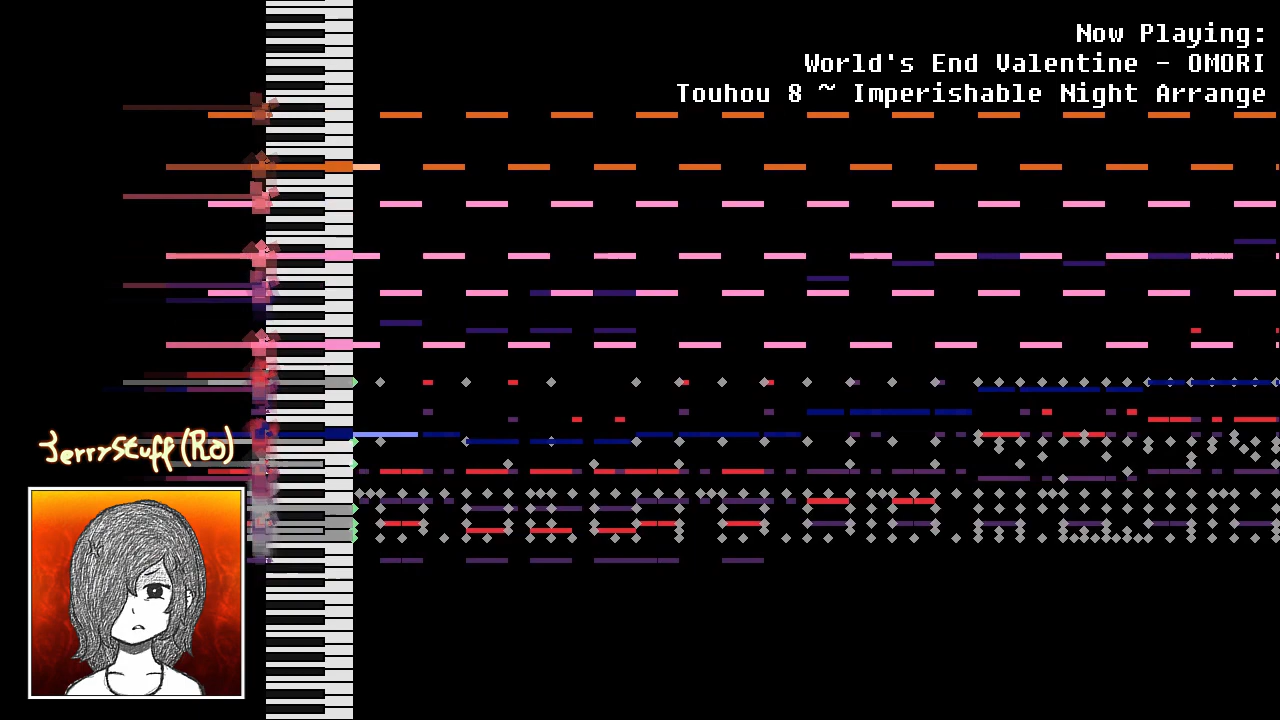 Now Playing:
World's End Valentine - OMORI
Touhou 8 ~ Imperishable Night Arrange
JerryStuff (Ro)